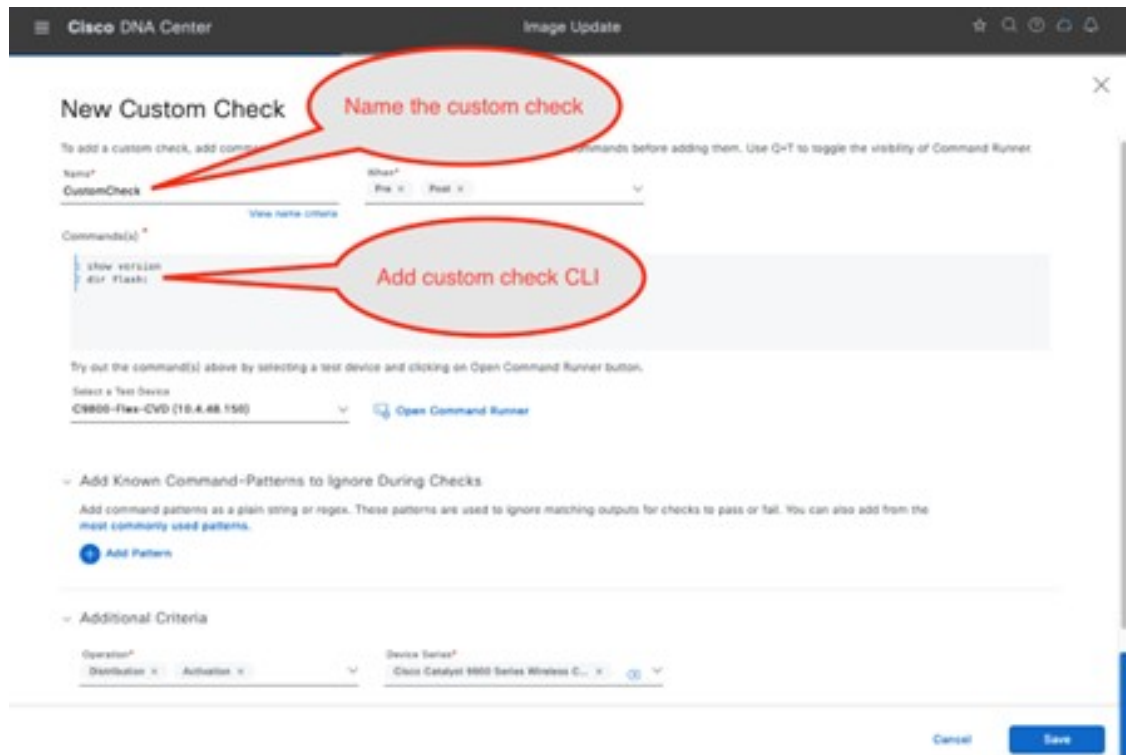 Cisco DNA Center
Image Update
New Custom Check
Name the custom check
To add a custom check, add comm
mmands before adding them. Use Q+T to toggle the visibility of Command Runner.
Name*
When*
CustomCheck
Pre × Post ×
View name criteria
Commands(s) *
show version
dir flash:
Add custom check CLI
Try out the command(s) above by selecting a test device and clicking on Open Command Runner button.
Select a Test Device
C9800-Flex-CVD (10.4.48.150)
Open Command Runner
Add Known Command-Patterns to Ignore During Checks
Add command patterns as a plain string or regex. These patterns are used to ignore matching outputs for checks to pass or fail. You can also add from the
most commonly used patterns.
Add Pattern
Additional Criteria
Operation*
Device Series*
Distribution × Activation ×
Cisco Catalyst 9800 Series Wireless C... ×
Cancel
Save